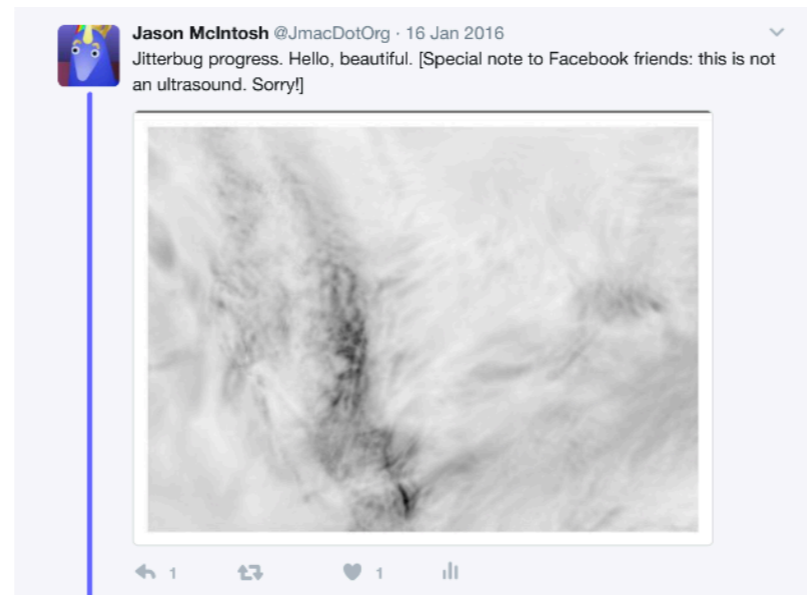 Jason McIntosh @JmacDotOrg · 16 Jan 2016
Jitterbug progress. Hello, beautiful. [Special note to Facebook friends: this is not
an ultrasound. Sorry!]
1 1